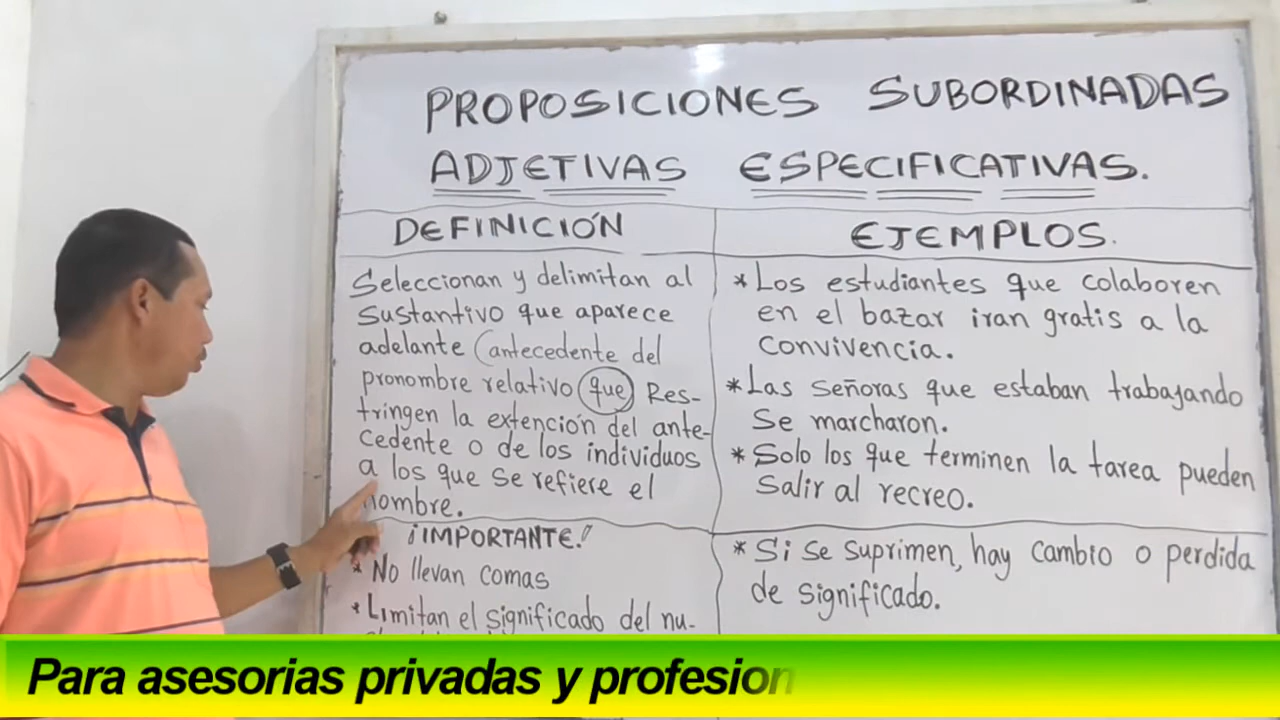 PROPOSICIONES SUBORDINADAS
ADJETIVAS ESPECIFICATIVAS.
DEFINICIÓN
Seleccionan y delimitan al
sustantivo que aparece
adelante (antecedente del
pronombre relativo (que) Res-
tringen la extención del ante-
cedente o de los individuos
a los que se refiere el
nombre.
¡IMPORTANTE!
* No llevan comas
* Limitan el significado del nu-
EJEMPLOS.
* Los estudiantes que colaboren
en el bazar iran gratis a la
convivencia.
* Las señoras que estaban trabajando
se marcharon.
* Solo los que terminen la tarea pueden
salir al recreo.
* Si se suprimen, hay cambio o perdida
de significado.
Para asesorias privadas y profesion